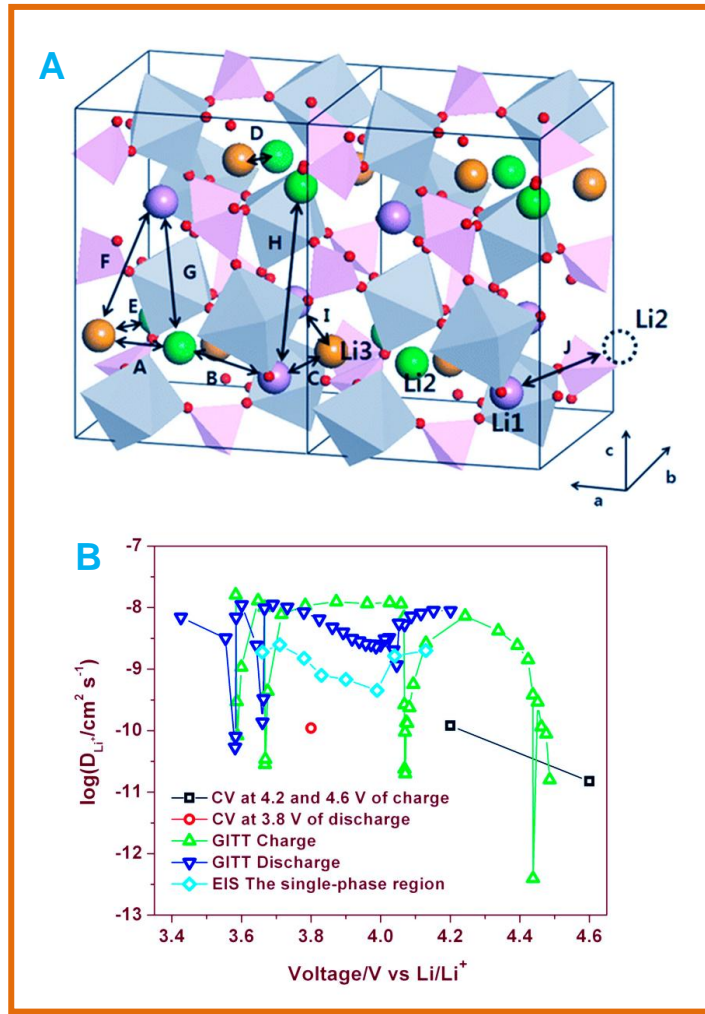 A
D
H
F
G
E
I
Li3
Li2
A
B
C
Li2
J
Li1
c
b
a
B
-7
-8
-9
-10
-11
-12
-13
log(D_Li⁺/cm² s⁻¹)
CV at 4.2 and 4.6 V of charge
CV at 3.8 V of discharge
GITT Charge
GITT Discharge
EIS The single-phase region
3.4 3.6 3.8 4.0 4.2 4.4 4.6
Voltage/V vs Li/Li⁺